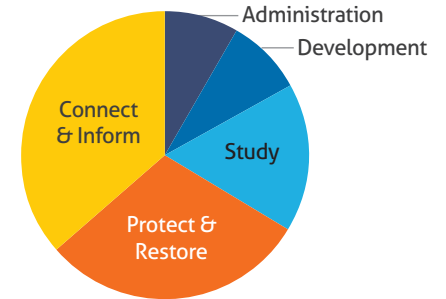 Administration
Development
Connect
& Inform
Study
Protect &
Restore